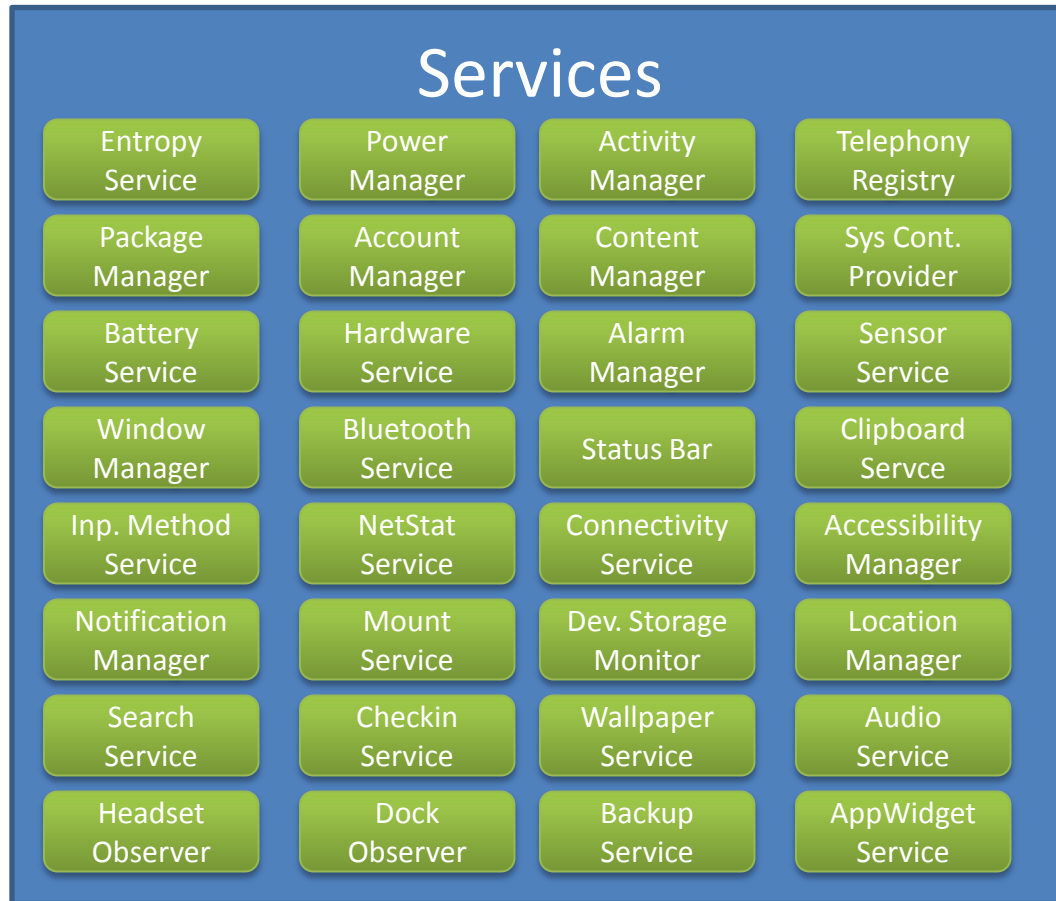 Services
Entropy
Service
Power
Manager
Activity
Manager
Telephony
Registry
Package
Manager
Account
Manager
Content
Manager
Sys Cont.
Provider
Battery
Service
Hardware
Service
Alarm
Manager
Sensor
Service
Window
Manager
Bluetooth
Service
Status Bar
Clipboard
Servce
Inp. Method
Service
NetStat
Service
Connectivity
Service
Accessibility
Manager
Notification
Manager
Mount
Service
Dev. Storage
Monitor
Location
Manager
Search
Service
Checkin
Service
Wallpaper
Service
Audio
Service
Headset
Observer
Dock
Observer
Backup
Service
AppWidget
Service